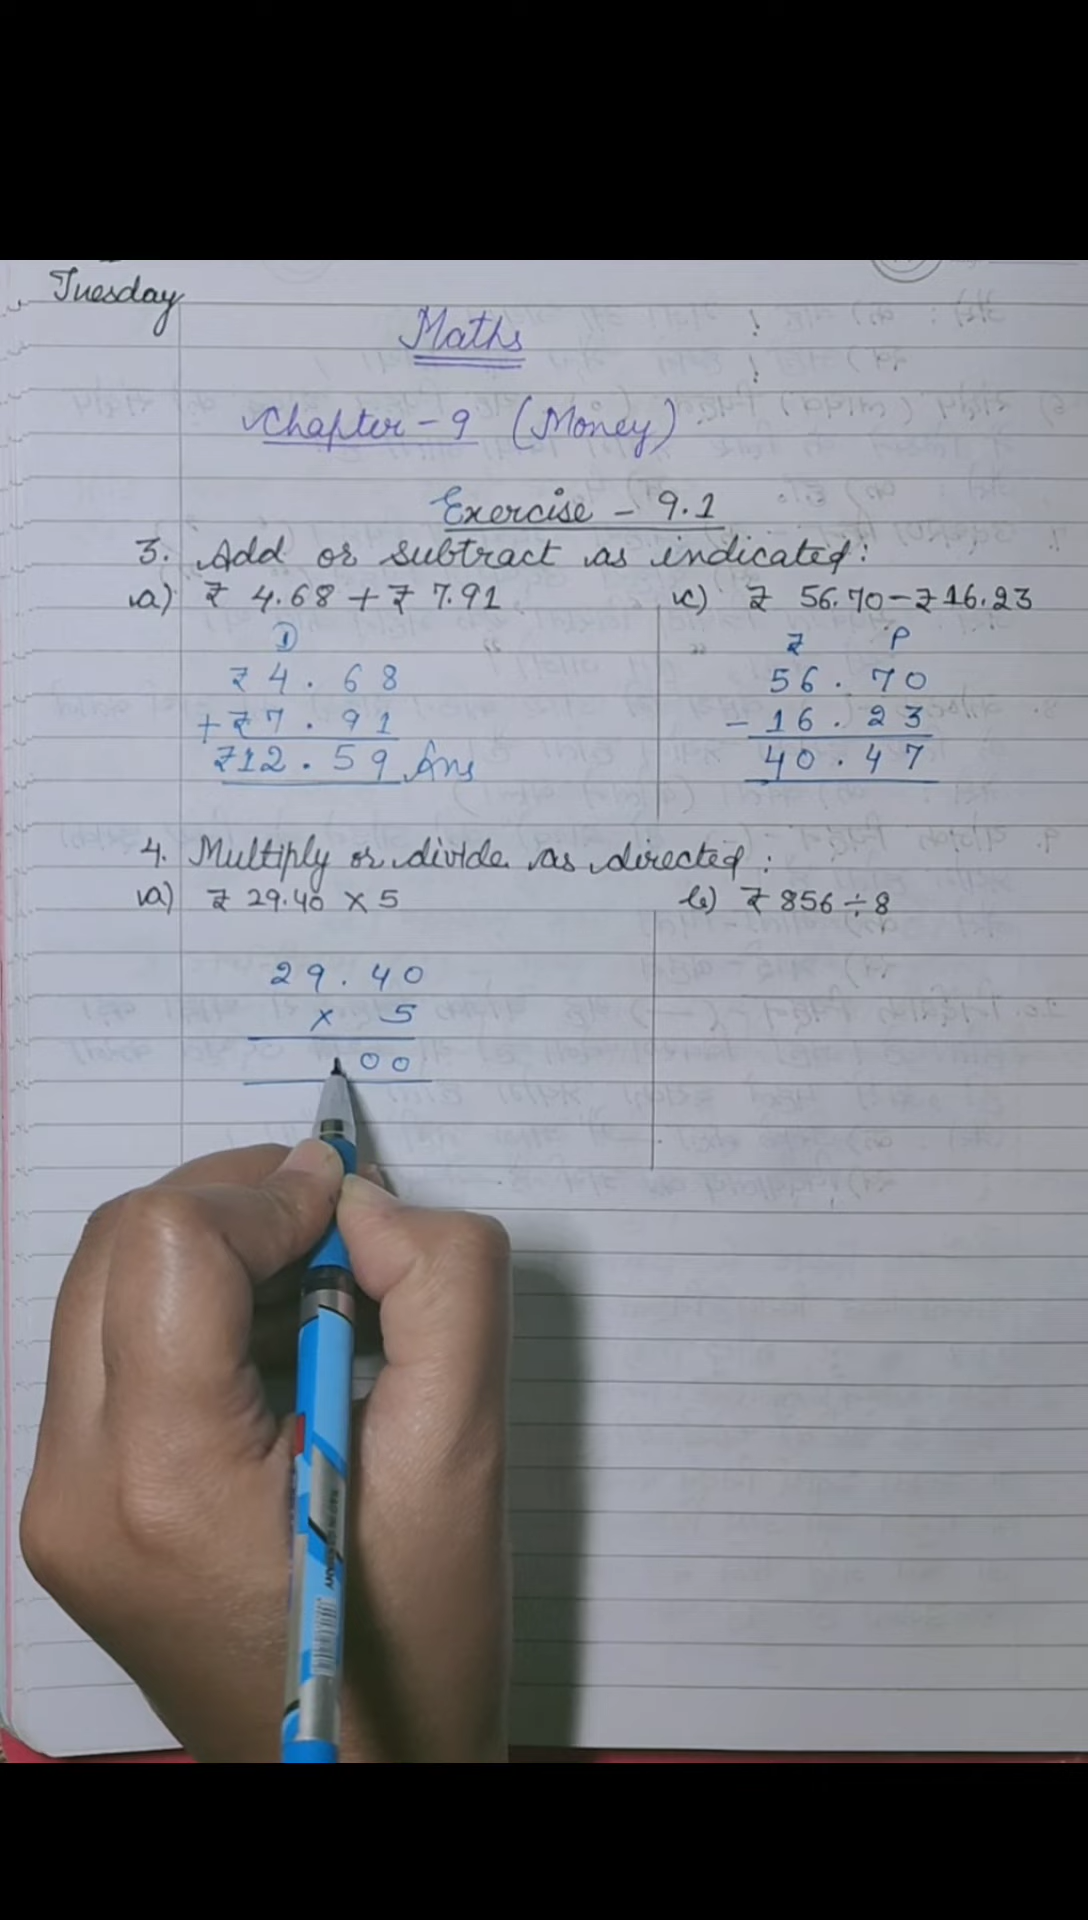 Tuesday
Maths
Chapter - 9 (Money)
Exercise - 9.1
3. Add or subtract as indicated:
a) ₹ 4.68 + ₹ 7.91
1
₹ 4 . 6 8
+ ₹ 7 . 9 1
₹ 12 . 5 9 Ans
c) ₹ 56.70 - ₹ 16.23
₹ P
56 . 70
- 16 . 23
40 . 47
4. Multiply or divide as directed:
a) ₹ 29.40 × 5
29 . 40
× 5
00
b) ₹ 856 ÷ 8